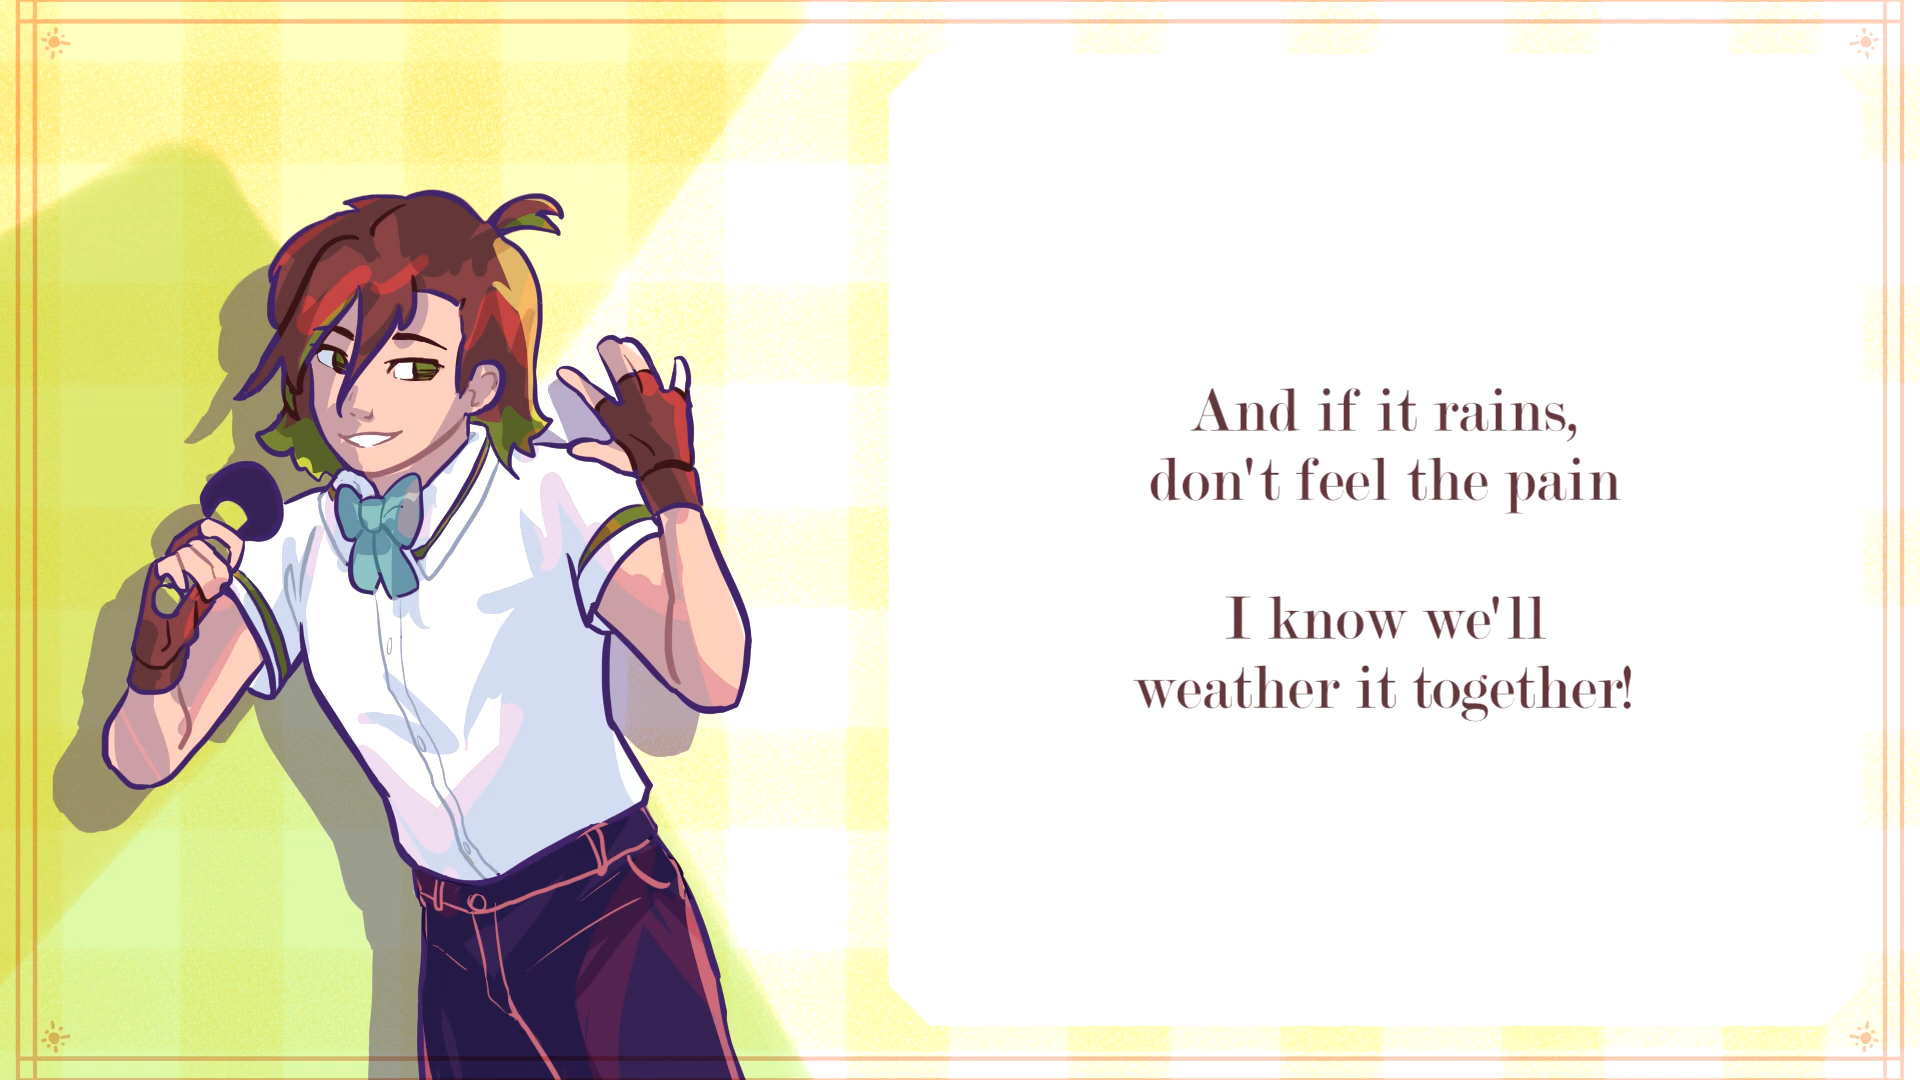 And if it rains,
don't feel the pain
I know we'll
weather it together!